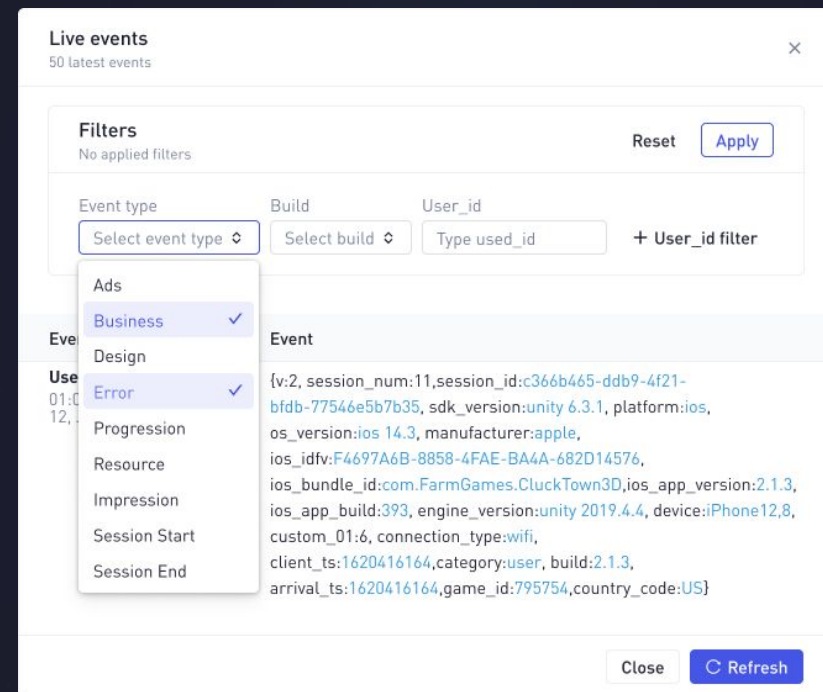 Live events
50 latest events
Filters
No applied filters
Reset
Apply
Event type
Build
User_id
Select event type
Select build
Type used_id
+ User_id filter
Ads
Business
Design
Error
Progression
Resource
Impression
Session Start
Session End
Event
{v:2, session_num:11,session_id:c366b465-ddb9-4f21-
bfdb-77546e5b7b35, sdk_version:unity 6.3.1, platform:ios,
os_version:ios 14.3, manufacturer:apple,
ios_idfv:F4697A6B-8858-4FAE-BA4A-682D14576,
ios_bundle_id:com.FarmGames.CluckTown3D,ios_app_version:2.1.3,
ios_app_build:393, engine_version:unity 2019.4.4, device:iPhone12,8,
custom_01:6, connection_type:wifi,
client_ts:1620416164,category:user, build:2.1.3,
arrival_ts:1620416164,game_id:795754,country_code:US}
Close
Refresh